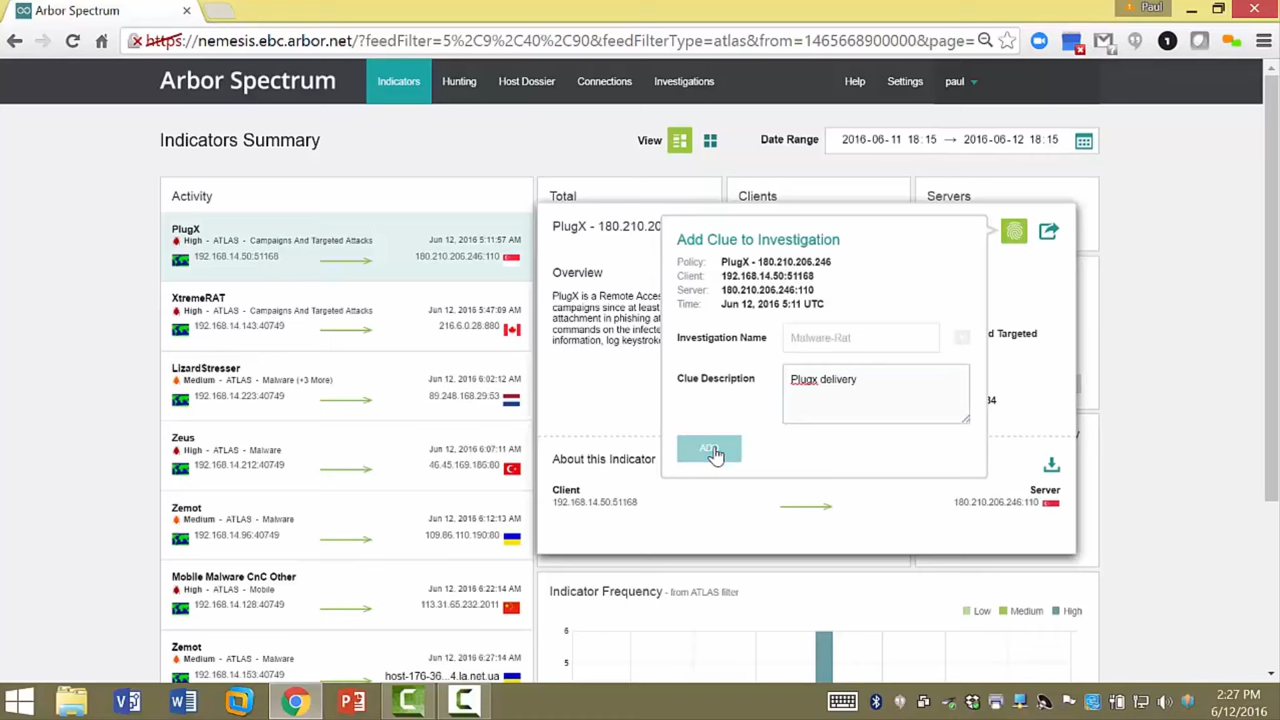 Arbor Spectrum
Paul
https://nemesis.ebc.arbor.net/?feedFilter=5%2C9%2C40%2C90&feedFilterType=atlas&from=1465668900000&page=
Arbor Spectrum
Indicators
Hunting
Host Dossier
Connections
Investigations
Help
Settings
paul
Indicators Summary
View
Date Range
2016-06-11 18:15 → 2016-06-12 18:15
Activity
Total
Clients
Servers
PlugX
High - ATLAS - Campaigns And Targeted Attacks
Jun 12, 2016 5:11:57 AM
192.168.14.50:51168
180.210.206.246:110
XtremeRAT
High - ATLAS - Campaigns And Targeted Attacks
Jun 12, 2016 5:47:09 AM
192.168.14.143:40749
216.6.0.28:880
LizardStresser
Medium - ATLAS - Malware (+3 More)
Jun 12, 2016 6:02:12 AM
192.168.14.223:40749
89.248.168.29:53
Zeus
High - ATLAS - Malware
Jun 12, 2016 6:07:11 AM
192.168.14.212:40749
46.45.169.186:80
Zemot
Medium - ATLAS - Malware
Jun 12, 2016 6:12:13 AM
192.168.14.96:40749
109.86.110.190:80
Mobile Malware CnC Other
High - ATLAS - Mobile
Jun 12, 2016 6:22:14 AM
192.168.14.128:40749
113.31.65.232:2011
Zemot
Medium - ATLAS - Malware
Jun 12, 2016 6:27:14 AM
192.168.14.153:40749
host-176-36...4.la.net.ua
PlugX - 180.210.20
Overview
PlugX is a Remote Acces
campaigns since at least
attachment in phishing at
commands on the infecte
information, log keystroke
d Targeted
34
Add Clue to Investigation
Policy: PlugX - 180.210.206.246
Client: 192.168.14.50:51168
Server: 180.210.206.246:110
Time: Jun 12, 2016 5:11 UTC
Investigation Name
Malware-Rat
Clue Description
Plugx delivery
About this Indicator
Client
Server
192.168.14.50:51168
180.210.206.246:110
Indicator Frequency - from ATLAS filter
Low
Medium
High
6
5
2:27 PM
6/12/2016